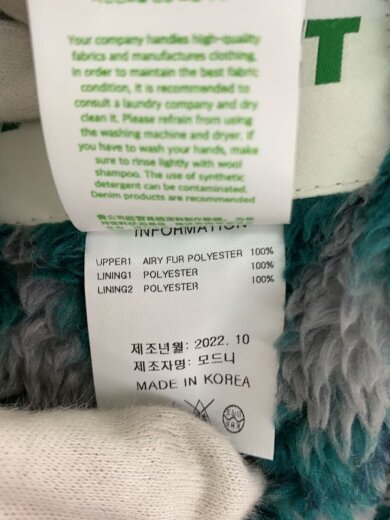 T
Your company handles high-quality
fabrics and manufactures clothing.
In order to maintain the best fabric
condition, it is recommended to
consult a laundry company and dry
clean it. Please refrain from using
the washing machine and dryer. If
you have to wash your hands, make
sure to rinse lightly with wool
shampoo. The use of synthetic
detergent can be contaminated.
Denim products are recommended
INFORMATION
UPPER1 AIRY FUR POLYESTER 100%
LINING1 POLYESTER 100%
LINING2 POLYESTER 100%
제조년월: 2022. 10
제조자명: 모드니
MADE IN KOREA